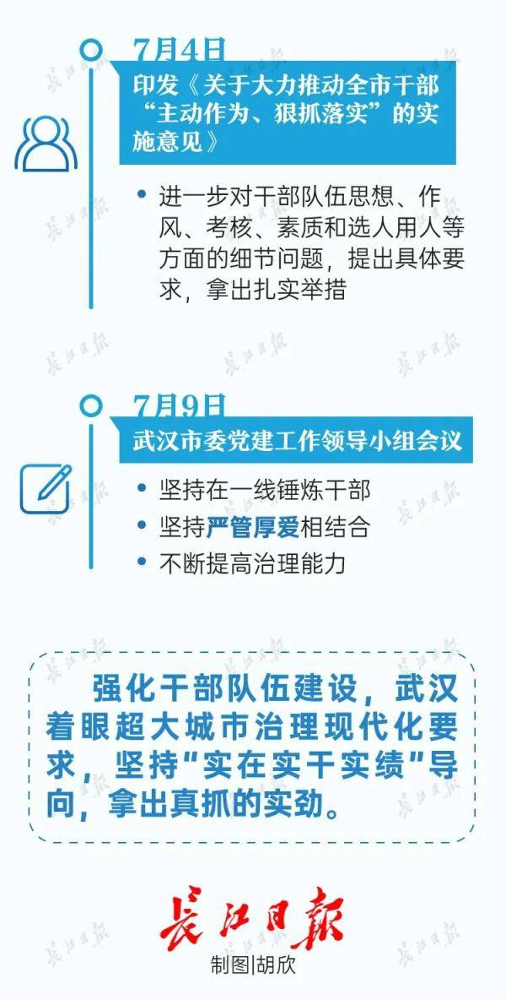 7月4日
印发《关于大力推动全市干部
“主动作为、狠抓落实”的实
施意见》
进一步对干部队伍思想、作
风、考核、素质和选人用人等
方面的细节问题，提出具体要
求，拿出扎实举措
7月9日
武汉市委党建工作领导小组会议
坚持在一线锤炼干部
坚持严管厚爱相结合
不断提高治理能力
强化干部队伍建设，武汉
着眼超大城市治理现代化要
求，坚持“实在实干实绩”导
向，拿出真抓的实劲。
长江日报
制图|胡欣